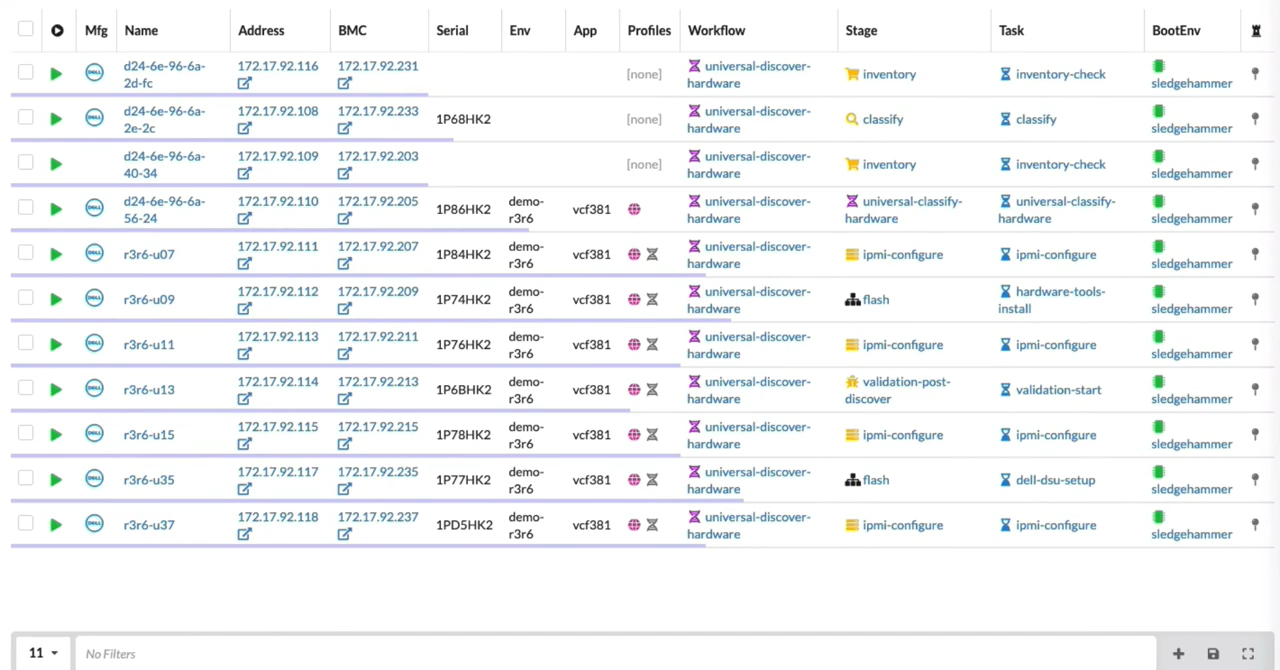 Mfg Name Address BMC Serial Env App Profiles Workflow Stage Task BootEnv
DELL d24-6e-96-6a- 172.17.92.116 172.17.92.231 [none] universal-discover- inventory inventory-check
2d-fc hardware sledgehammer
DELL d24-6e-96-6a- 172.17.92.108 172.17.92.233 1P68HK2 [none] universal-discover- classify classify
2e-2c hardware sledgehammer
d24-6e-96-6a- 172.17.92.109 172.17.92.203 [none] universal-discover- inventory inventory-check
40-34 hardware sledgehammer
DELL d24-6e-96-6a- 172.17.92.110 172.17.92.205 1P86HK2 demo- vcf381 universal-discover- universal-classify- universal-classify-
56-24 r3r6 hardware hardware hardware sledgehammer
DELL r3r6-u07 172.17.92.111 172.17.92.207 1P84HK2 demo- vcf381 universal-discover- ipmi-configure ipmi-configure
r3r6 hardware sledgehammer
DELL r3r6-u09 172.17.92.112 172.17.92.209 1P74HK2 demo- vcf381 universal-discover- flash hardware-tools-
r3r6 hardware install sledgehammer
DELL r3r6-u11 172.17.92.113 172.17.92.211 1P76HK2 demo- vcf381 universal-discover- ipmi-configure ipmi-configure
r3r6 hardware sledgehammer
DELL r3r6-u13 172.17.92.114 172.17.92.213 1P6BHK2 demo- vcf381 universal-discover- validation-post- validation-start
r3r6 hardware discover sledgehammer
DELL r3r6-u15 172.17.92.115 172.17.92.215 1P78HK2 demo- vcf381 universal-discover- ipmi-configure ipmi-configure
r3r6 hardware sledgehammer
DELL r3r6-u35 172.17.92.117 172.17.92.235 1P77HK2 demo- vcf381 universal-discover- flash dell-dsu-setup
r3r6 hardware sledgehammer
DELL r3r6-u37 172.17.92.118 172.17.92.237 1PD5HK2 demo- vcf381 universal-discover- ipmi-configure ipmi-configure
r3r6 hardware sledgehammer
11 No Filters